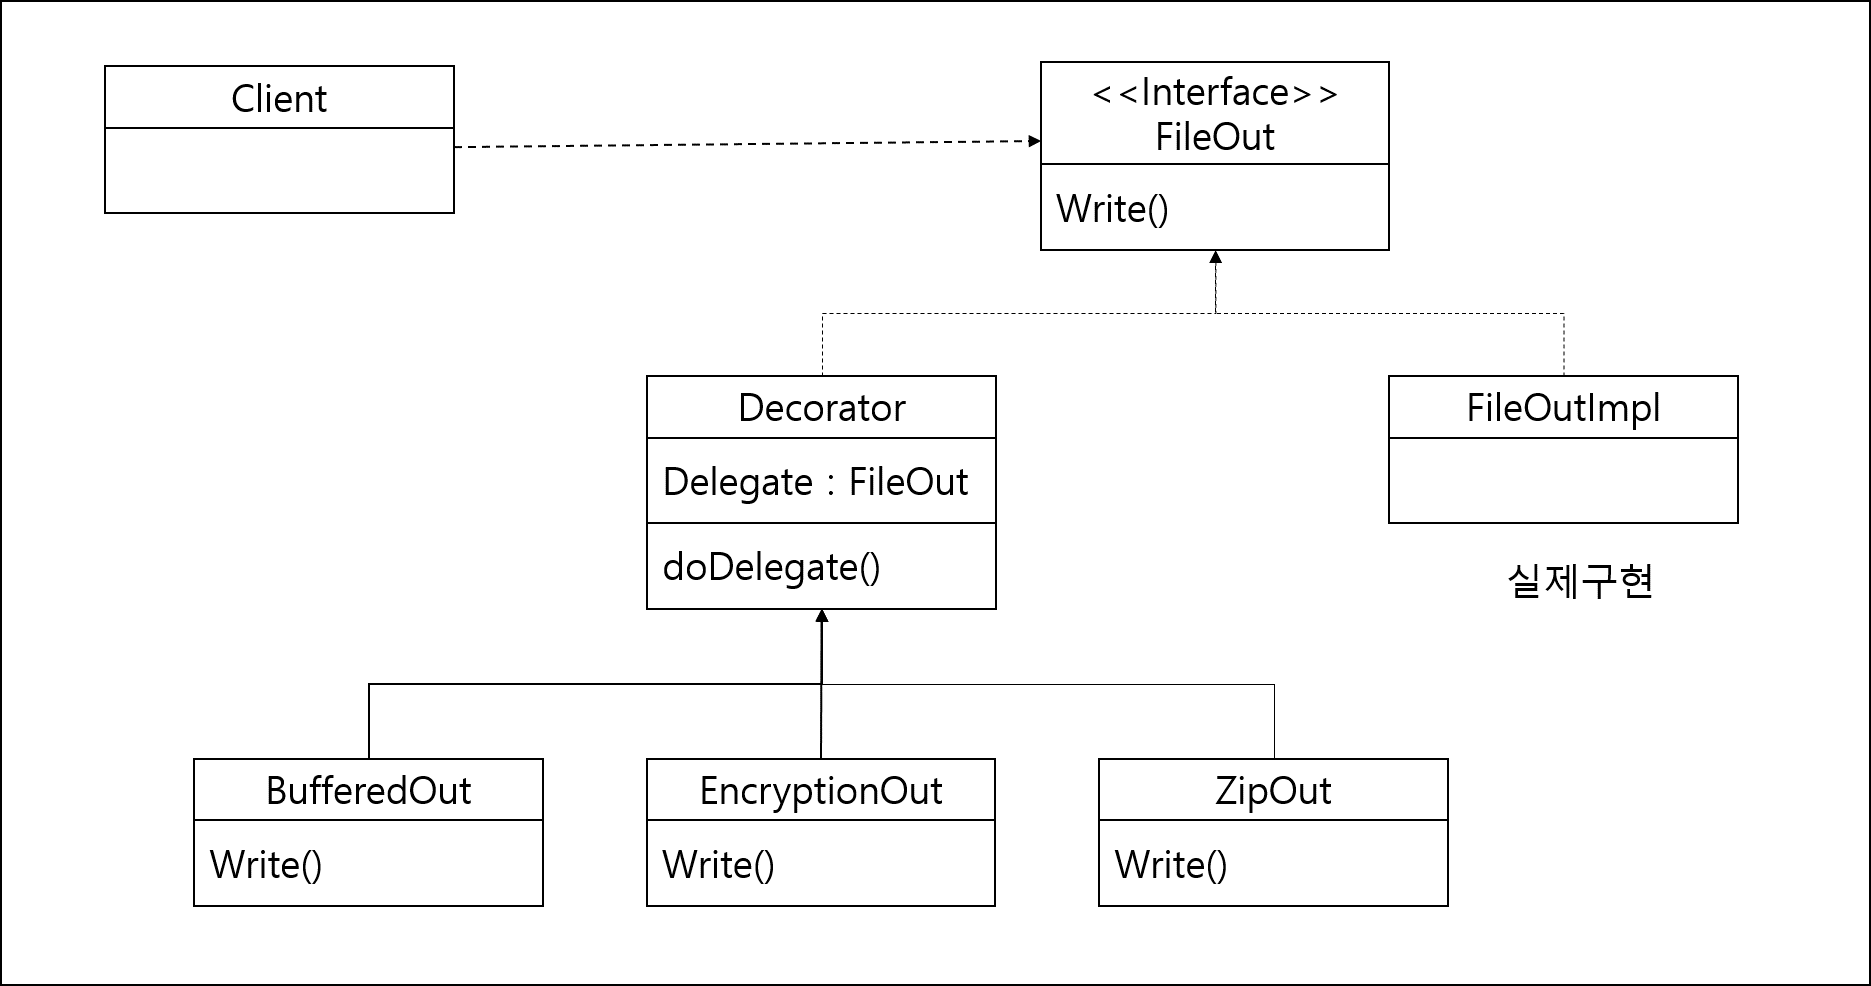 Client
<<Interface>>
FileOut
Write()
Decorator
Delegate : FileOut
doDelegate()
FileOutImpl
실제구현
BufferedOut
Write()
EncryptionOut
Write()
ZipOut
Write()